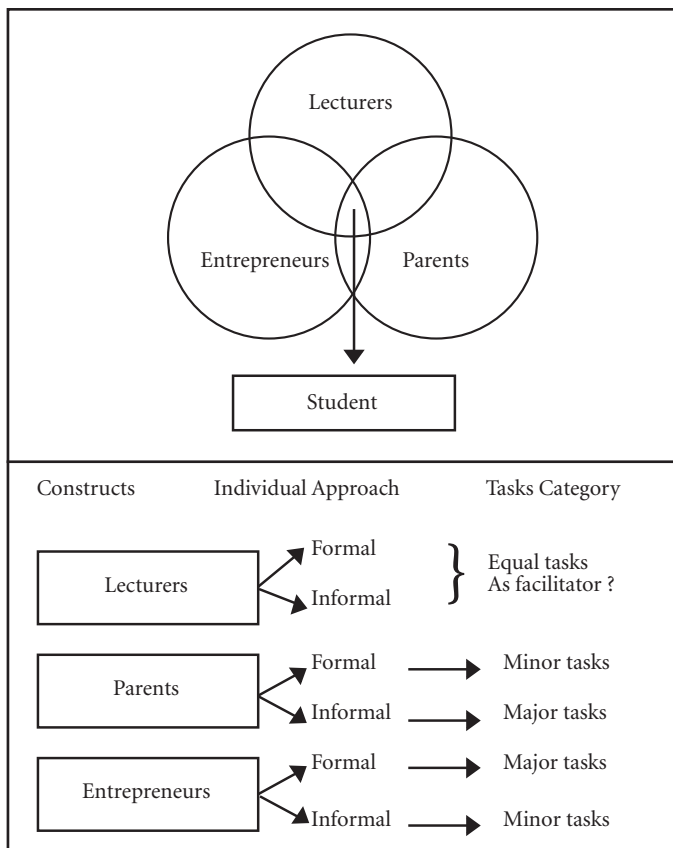 Lecturers
Entrepreneurs Parents
Student
Constructs Individual Approach Tasks Category
Lecturers
Formal
Informal
Equal tasks
As facilitator ?
Parents
Formal Minor tasks
Informal Major tasks
Entrepreneurs
Formal Major tasks
Informal Minor tasks